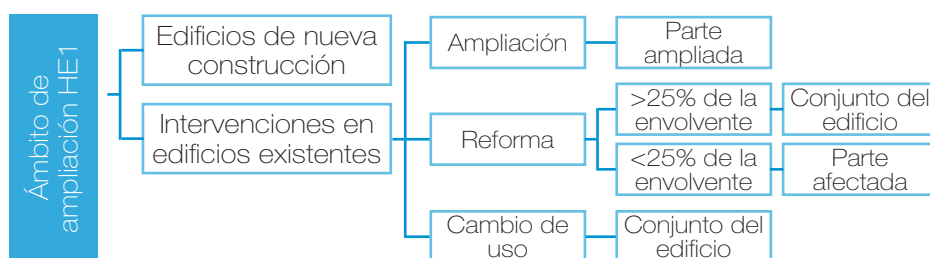 Ámbito de
ampliación HE1
Edificios de nueva
construcción
Intervenciones en
edificios existentes
Ampliación
Parte
ampliada
Reforma
>25% de la
envolvente
Conjunto del
edificio
<25% de la
envolvente
Parte
afectada
Cambio de
uso
Conjunto del
edificio